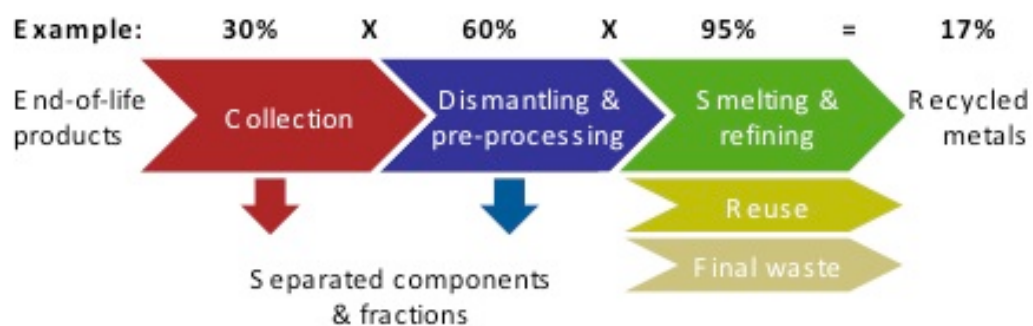 Example: 30% X 60% X 95% = 17%
End-of-life
products
Collection
Dismantling &
pre-processing
Smelting &
refining
Recycled
metals
Reuse
Final waste
Separated components
& fractions